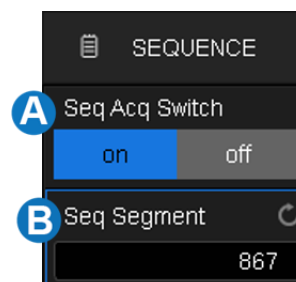 SEQUENCE
A Seq Acq Switch
on off
B Seq Segment
867